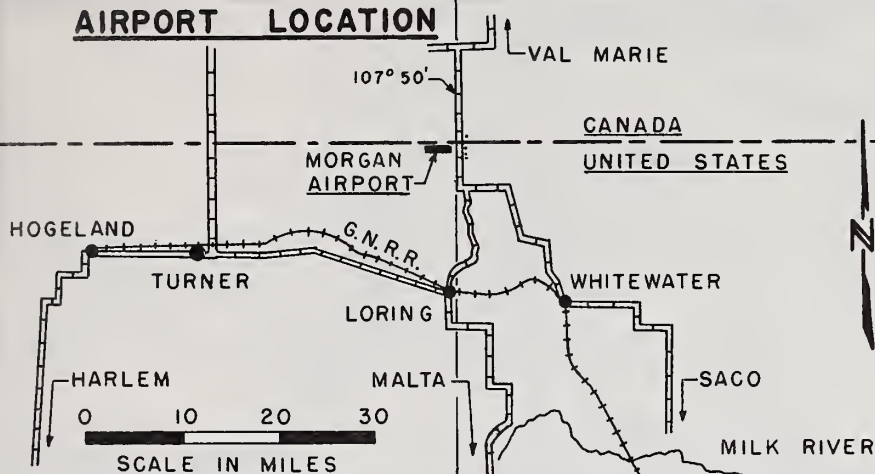 AIRPORT LOCATION
VAL MARIE
107° 50'
CANADA
UNITED STATES
MORGAN
AIRPORT
N
HOGELAND
G.N.R.R.
TURNER
WHITEWATER
LORING
HARLEM
MALTA
SACO
0 10 20 30
SCALE IN MILES
MILK RIVER